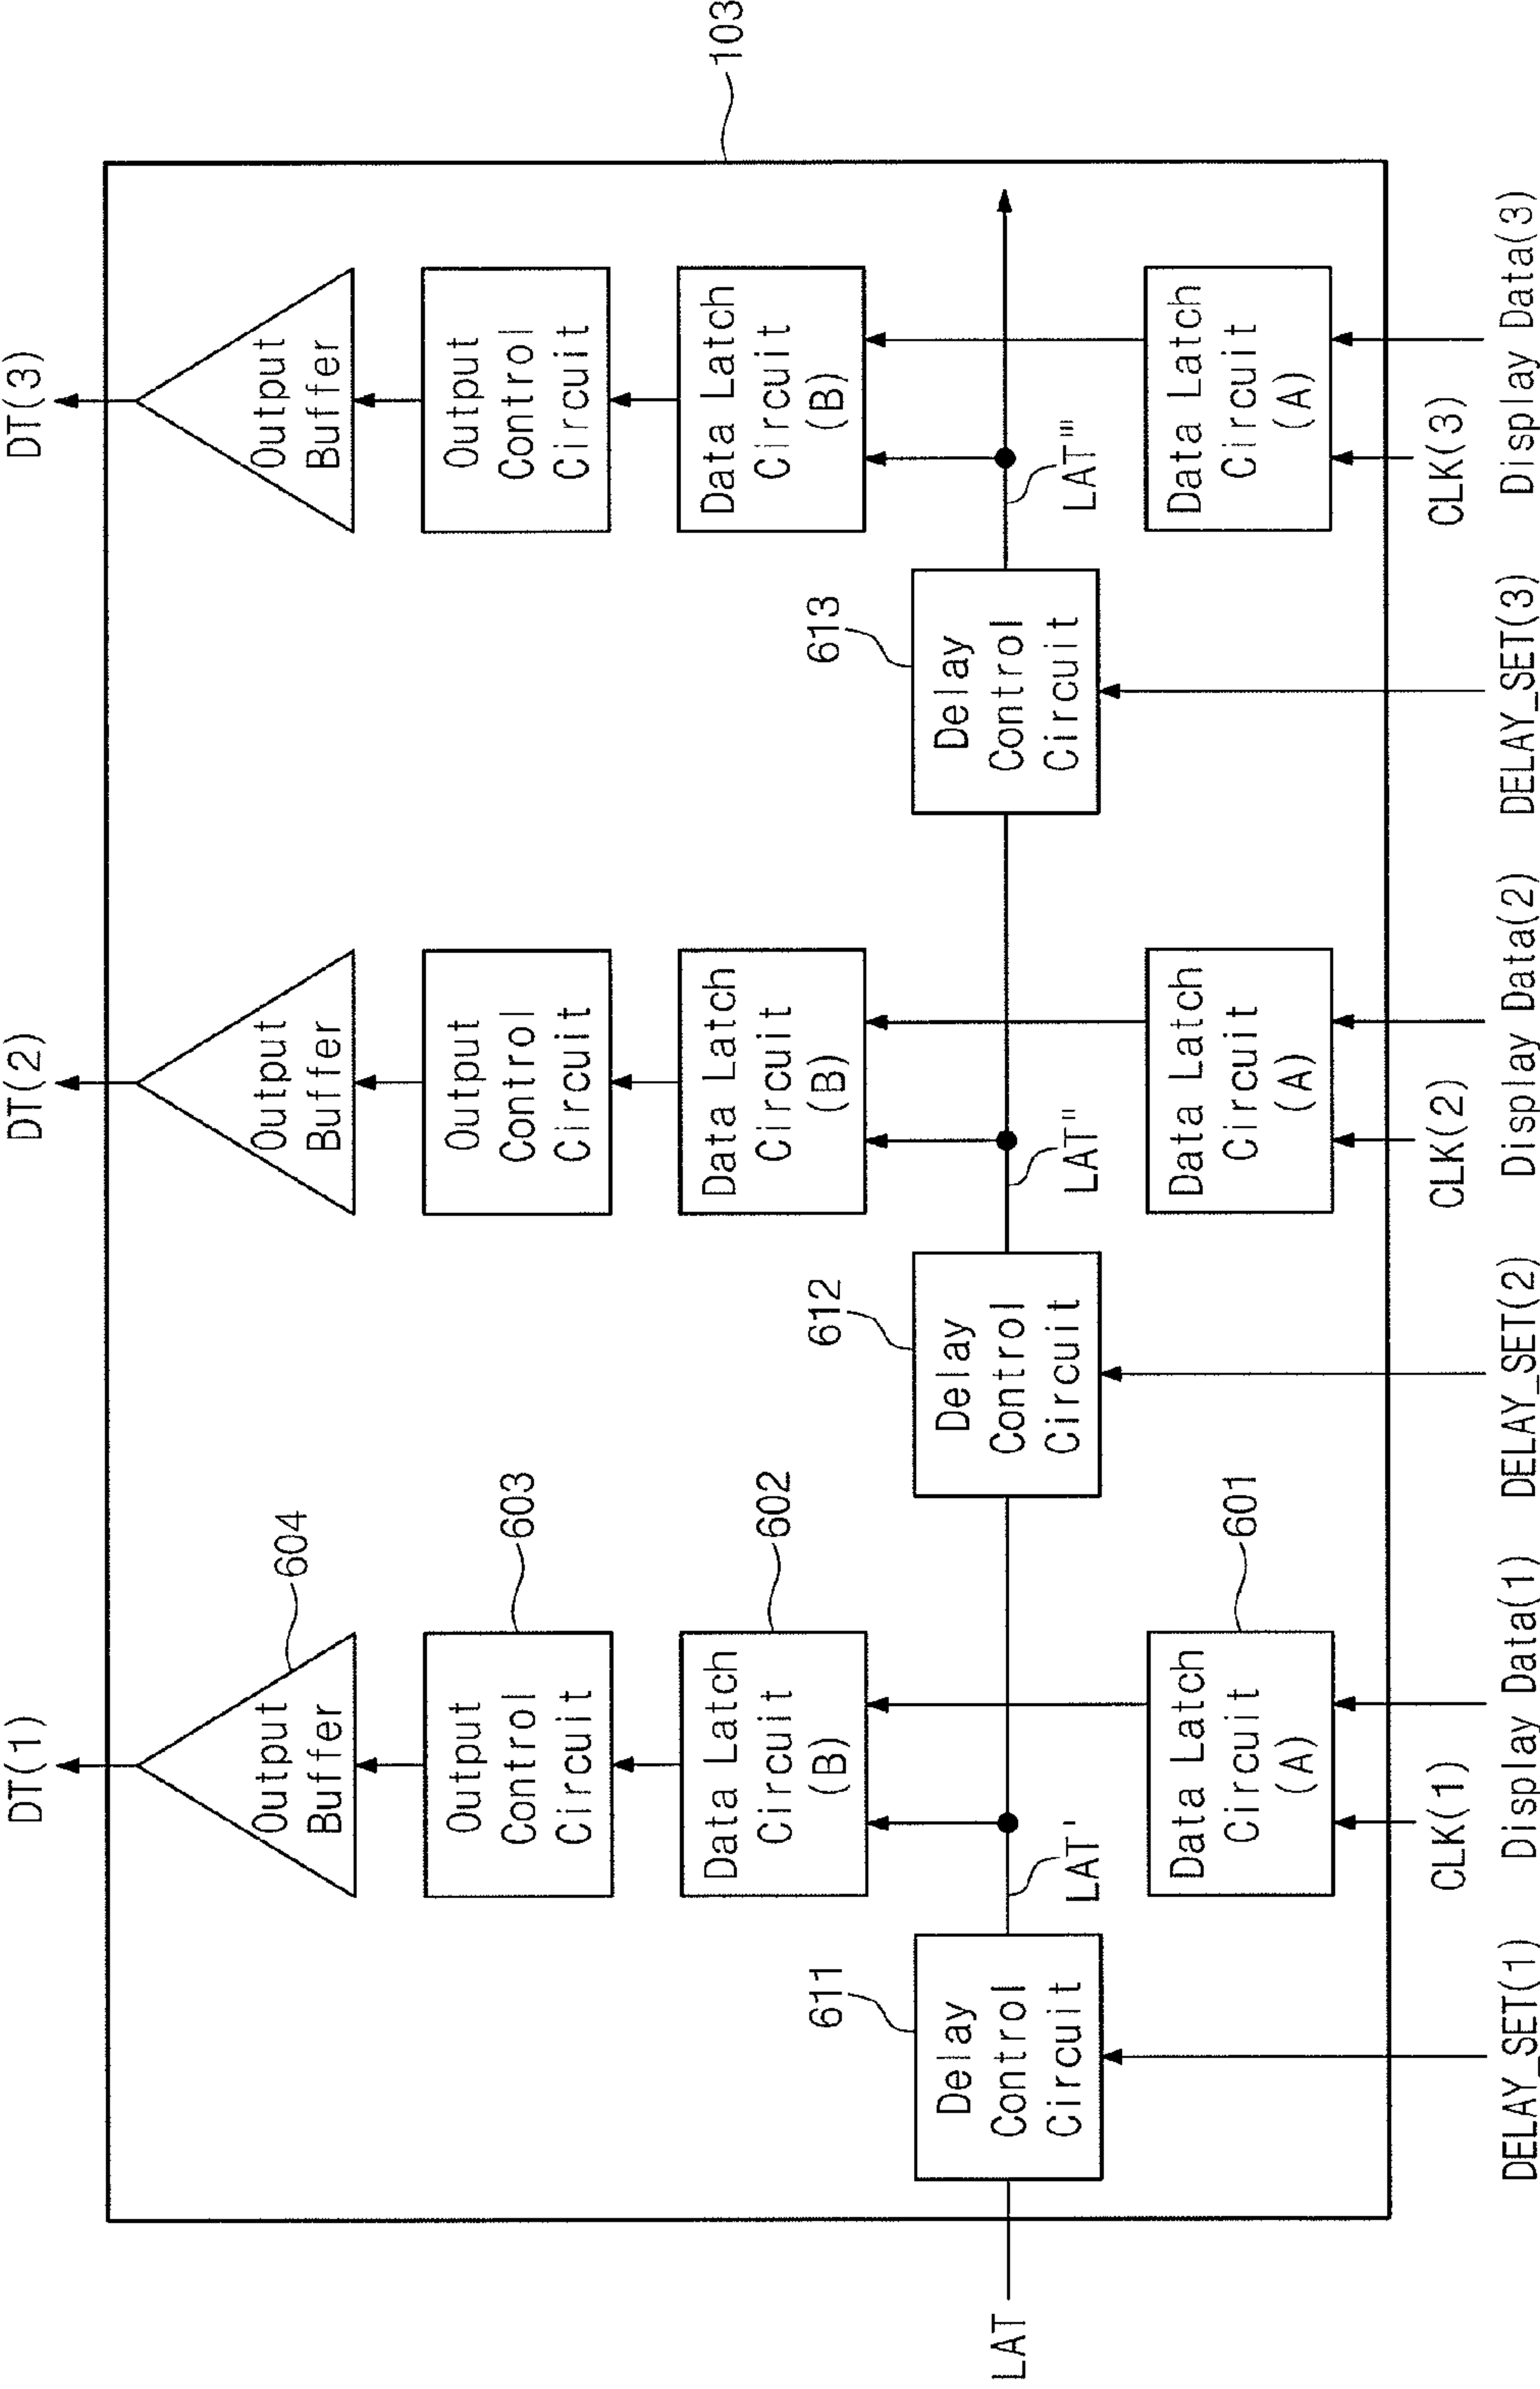 DT(1)
DT(2)
DT(3)
Output
Buffer
604
Output
Buffer
Output
Buffer
Output
Control
Circuit
603
Output
Control
Circuit
Output
Control
Circuit
103
Data Latch
Circuit
(B)
602
Data Latch
Circuit
(B)
Data Latch
Circuit
(B)
611
612
613
LAT
Delay
Control
Circuit
LAT'
Delay
Control
Circuit
LAT"
Delay
Control
Circuit
LAT'''
Data Latch
Circuit
(A)
601
Data Latch
Circuit
(A)
Data Latch
Circuit
(A)
CLK(1)
CLK(2)
CLK(3)
DELAY_SET(1)
Display Data(1)
DELAY_SET(2)
Display Data(2)
DELAY_SET(3)
Display Data(3)